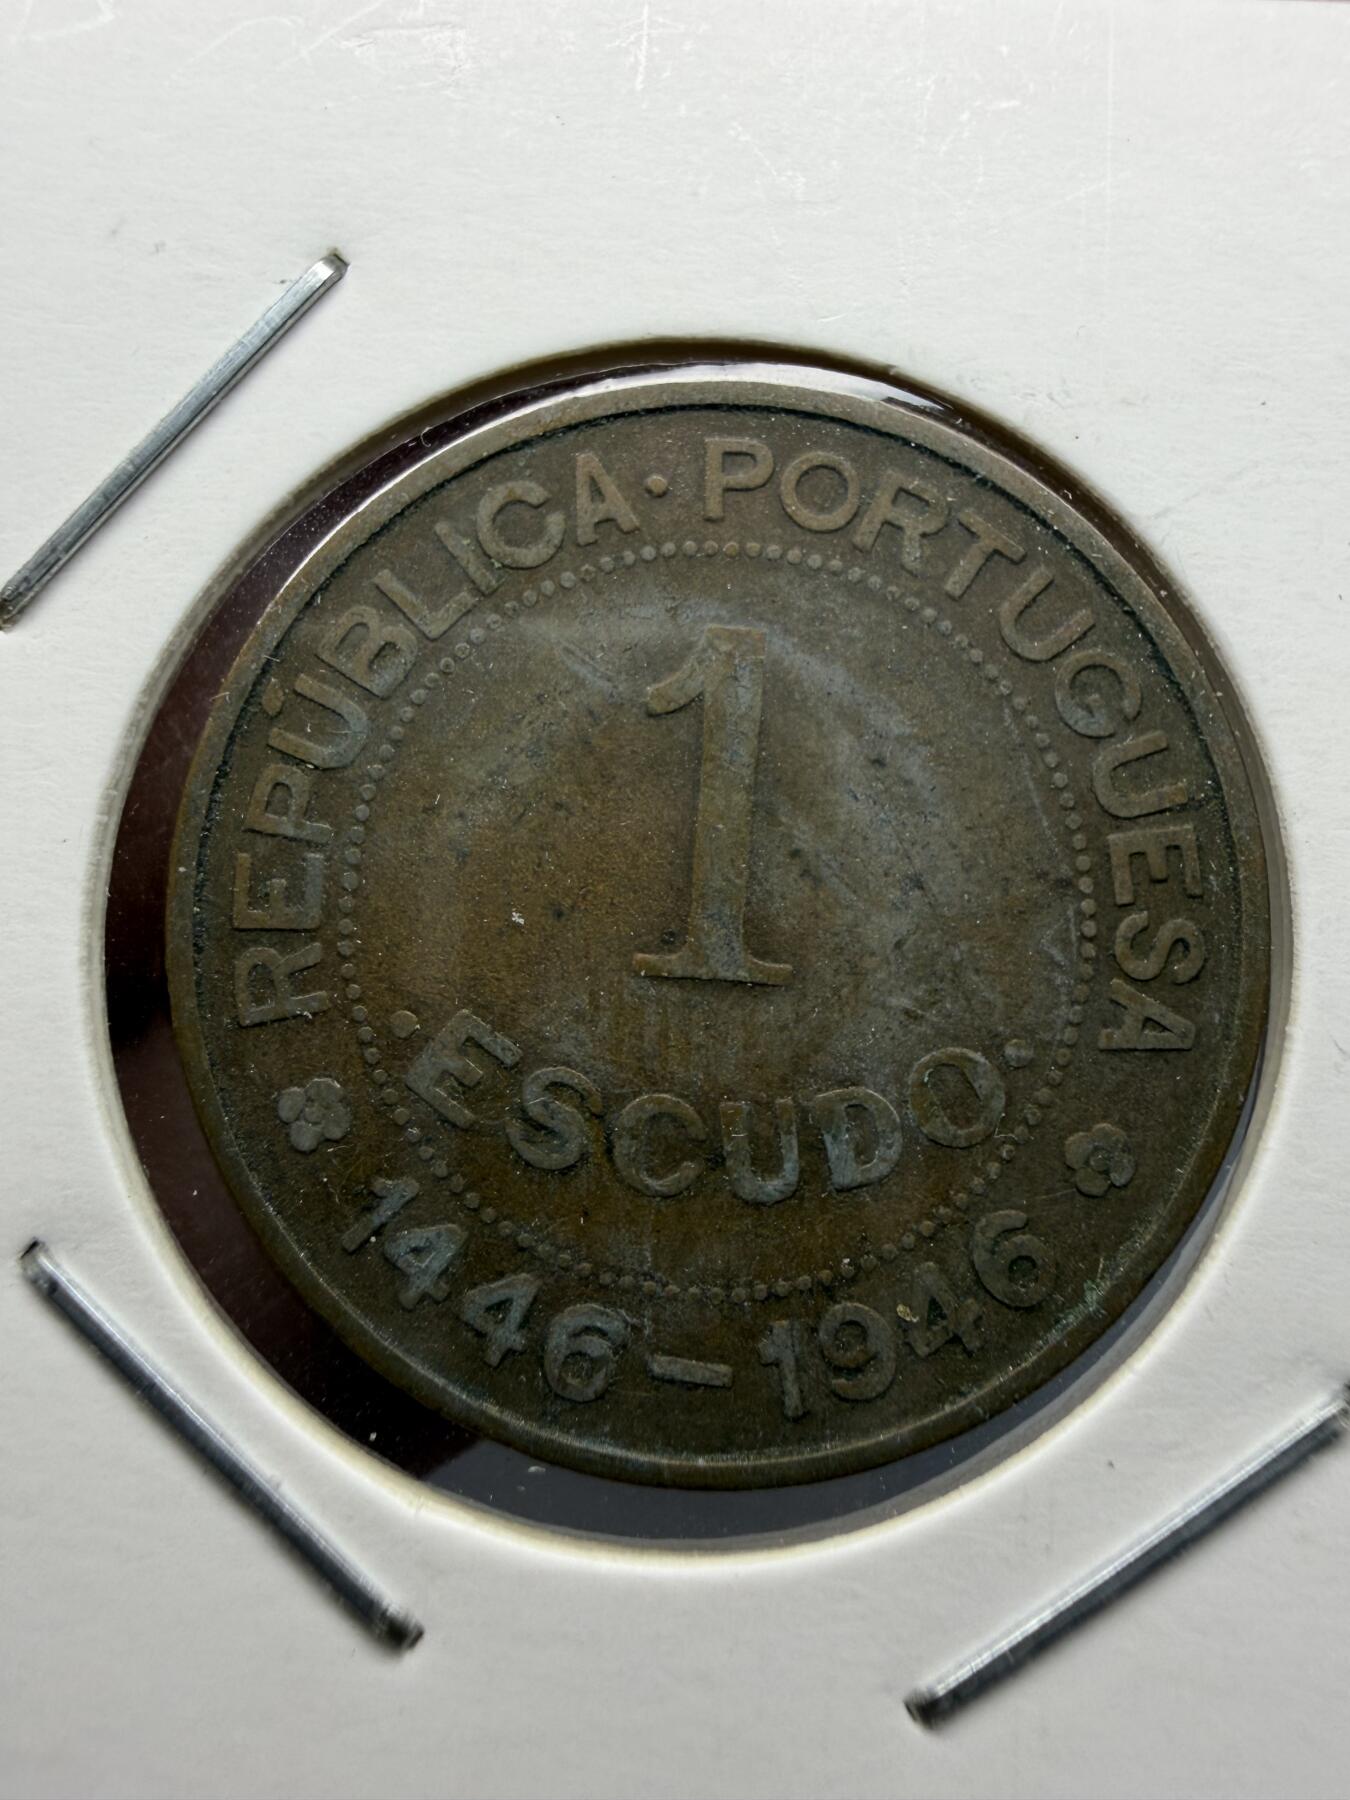 REPÚBLICA · PORTUGUESA
1
· ESCUDO ·
1446 – 1946